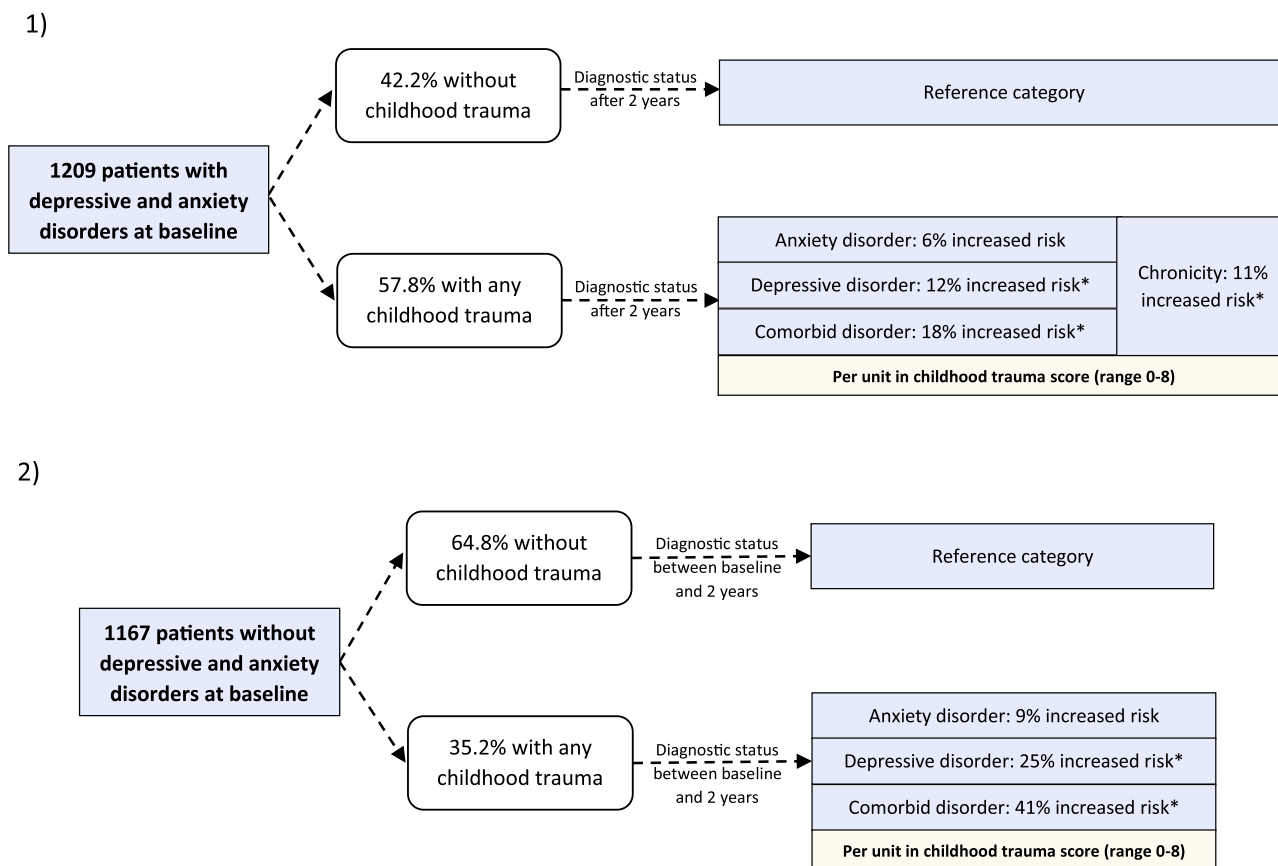 1)
42.2% without
childhood trauma
Diagnostic status
after 2 years
Reference category
1209 patients with
depressive and anxiety
disorders at baseline
57.8% with any
childhood trauma
Diagnostic status
after 2 years
Anxiety disorder: 6% increased risk
Depressive disorder: 12% increased risk*
Comorbid disorder: 18% increased risk*
Chronicity: 11%
increased risk*
Per unit in childhood trauma score (range 0-8)
2)
64.8% without
childhood trauma
Diagnostic status
between baseline
and 2 years
Reference category
1167 patients without
depressive and anxiety
disorders at baseline
35.2% with any
childhood trauma
Diagnostic status
between baseline
and 2 years
Anxiety disorder: 9% increased risk
Depressive disorder: 25% increased risk*
Comorbid disorder: 41% increased risk*
Per unit in childhood trauma score (range 0-8)